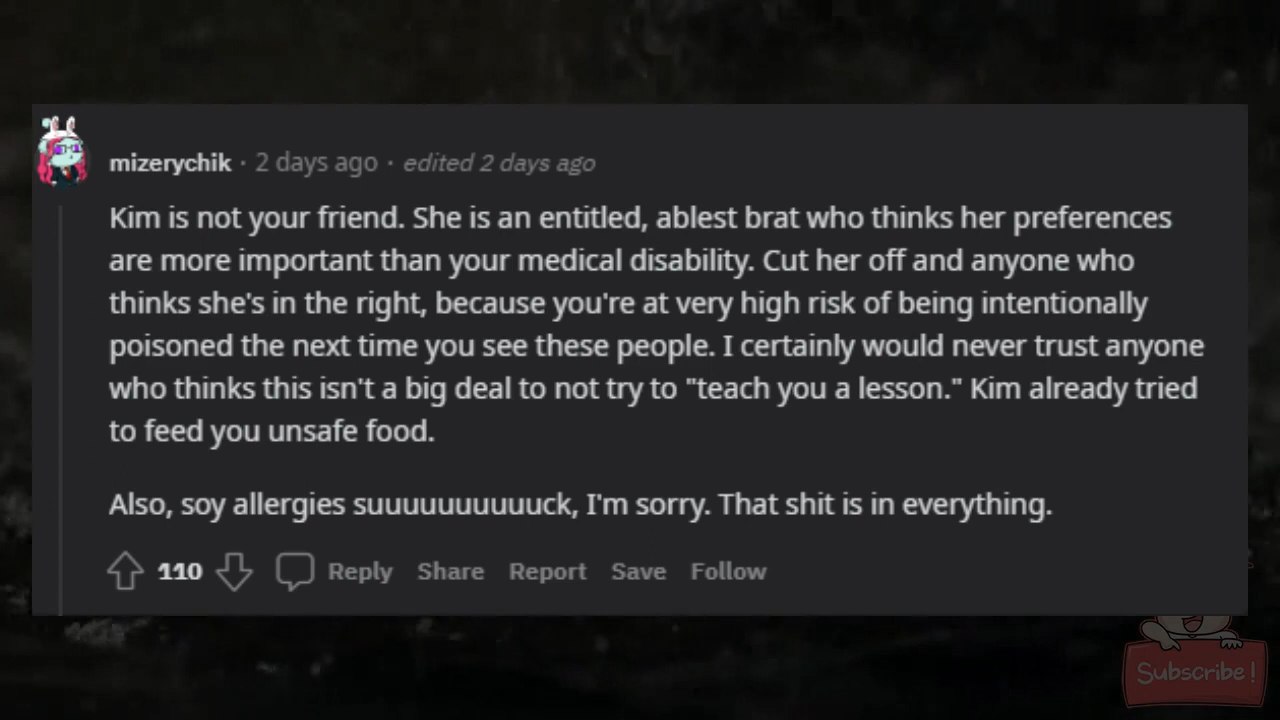 mizerychik · 2 days ago · edited 2 days ago
Kim is not your friend. She is an entitled, ablest brat who thinks her preferences
are more important than your medical disability. Cut her off and anyone who
thinks she's in the right, because you're at very high risk of being intentionally
poisoned the next time you see these people. I certainly would never trust anyone
who thinks this isn't a big deal to not try to "teach you a lesson." Kim already tried
to feed you unsafe food.
Also, soy allergies suuuuuuuuuuck, I'm sorry. That shit is in everything.
110 Reply Share Report Save Follow
Subscribe!